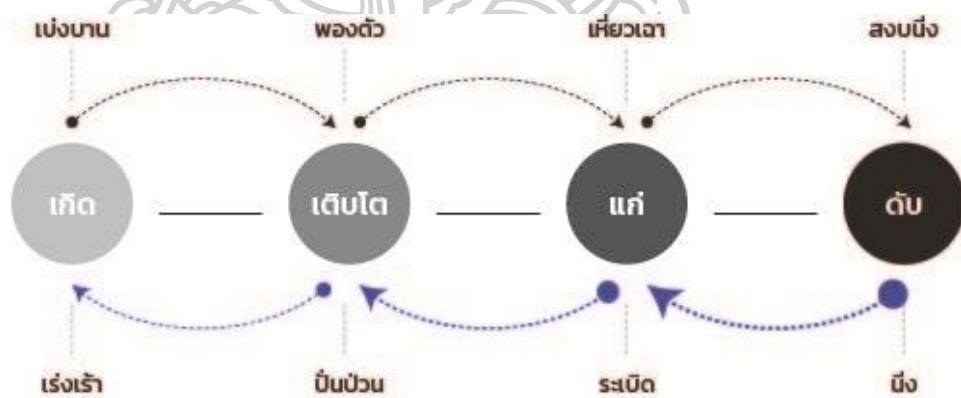 เบ่งบาน พองตัว เหี่ยวเฉา สงบนิ่ง
เกิด เติบโต แก่ ดับ
เร่งเร้า ปั่นป่วน ระเบิด นิ่ง